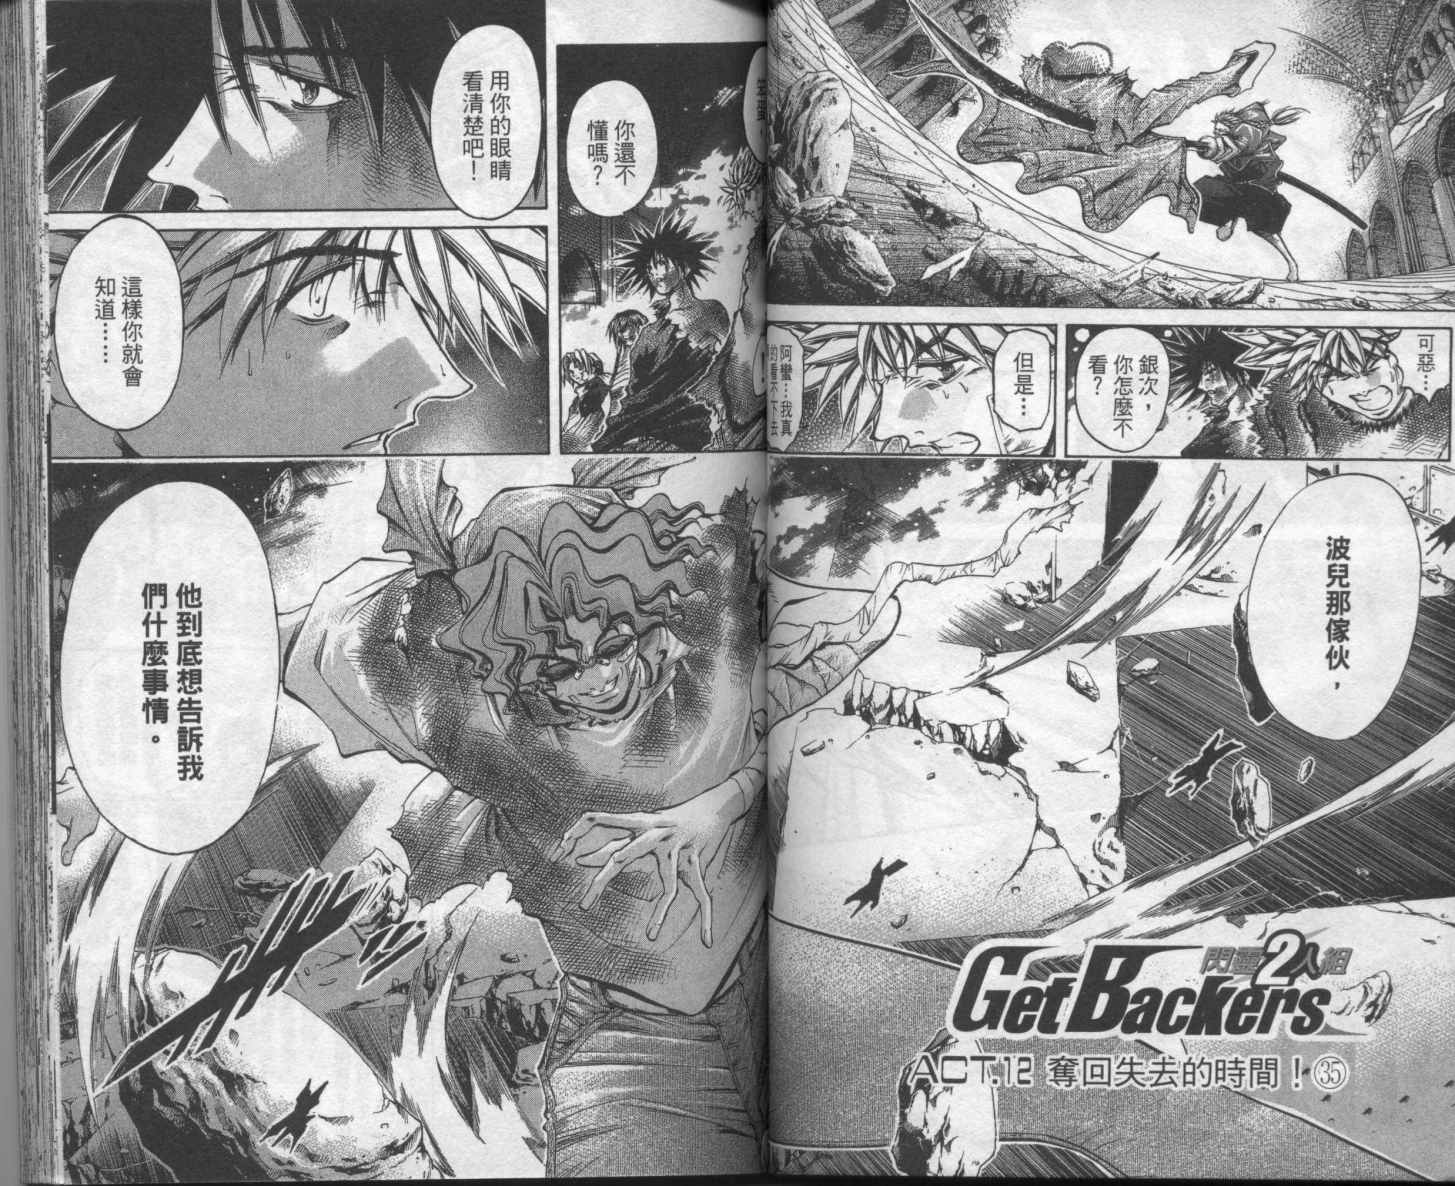 可惡…
銀次，
你怎麼不
看？
但是…
阿蠻…我真
的看不下去
笨蛋，
你還不
懂嗎？
用你的眼睛
看清楚吧！
這樣你就會
知道……
波兒那傢伙，
他到底想告訴我
們什麼事情。
閃靈2人組
GetBackers
ACT.12 奪回失去的時間！㉟